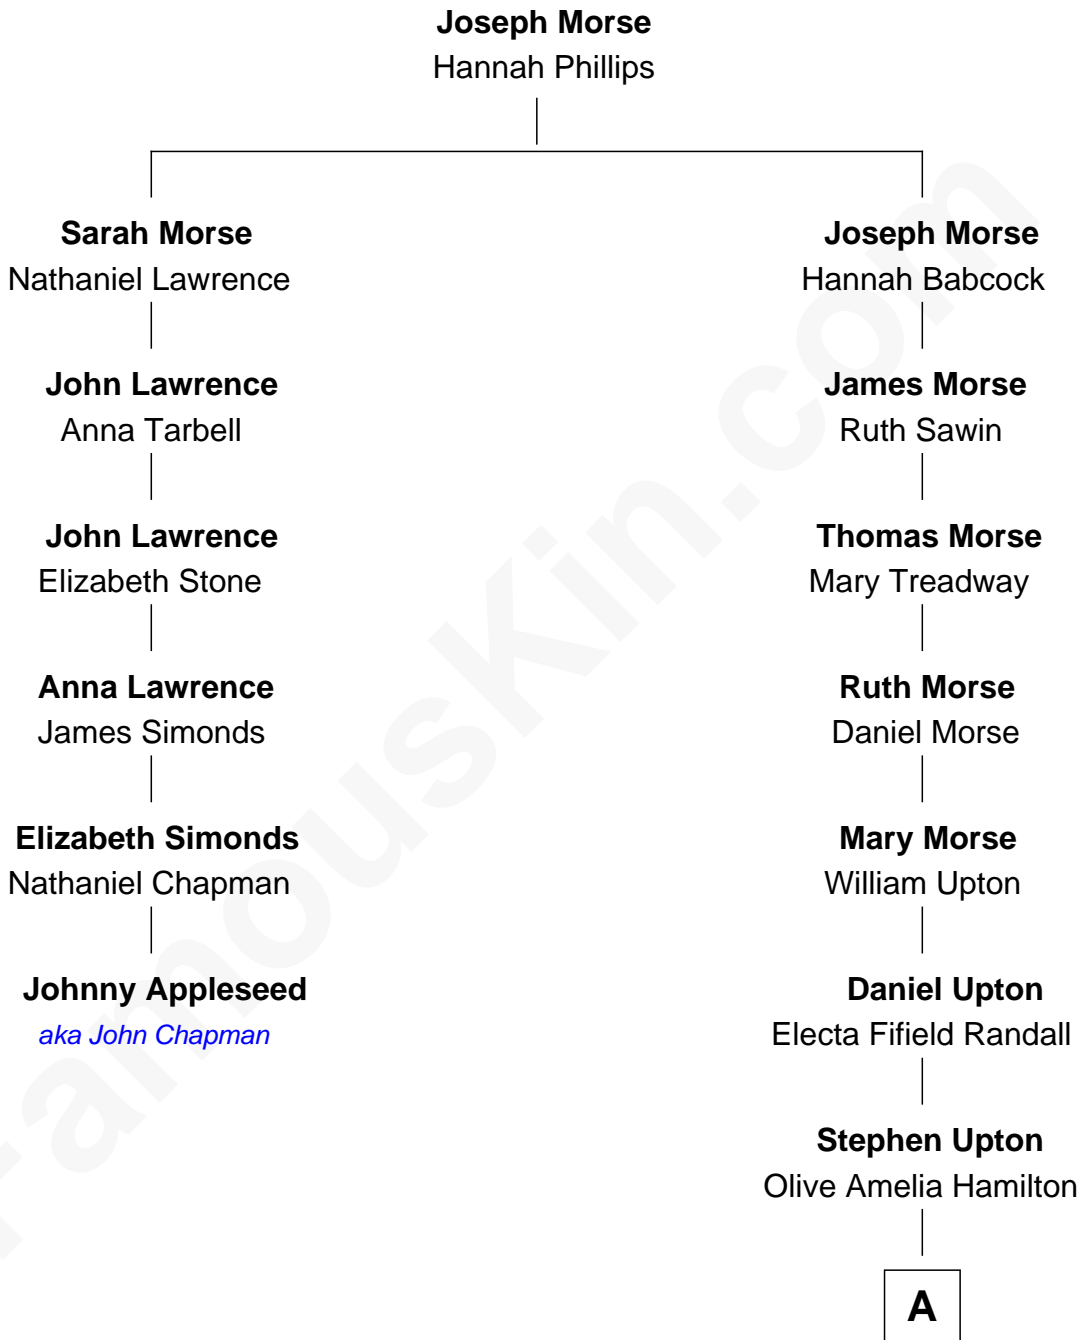 Joseph Morse
Hannah Phillips
Sarah Morse
Nathaniel Lawrence
John Lawrence
Anna Tarbell
John Lawrence
Elizabeth Stone
Anna Lawrence
James Simonds
Elizabeth Simonds
Nathaniel Chapman
Johnny Appleseed
aka John Chapman
Joseph Morse
Hannah Babcock
James Morse
Ruth Sawin
Thomas Morse
Mary Treadway
Ruth Morse
Daniel Morse
Mary Morse
William Upton
Daniel Upton
Electa Fifield Randall
Stephen Upton
Olive Amelia Hamilton
A
FamousKin.com